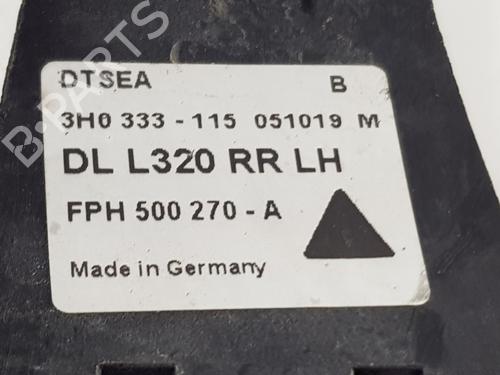 B-PARTS
DTSEA B
3H0 333 - 115 051019 M
DL L320 RR LH
FPH 500 270 - A
Made in Germany